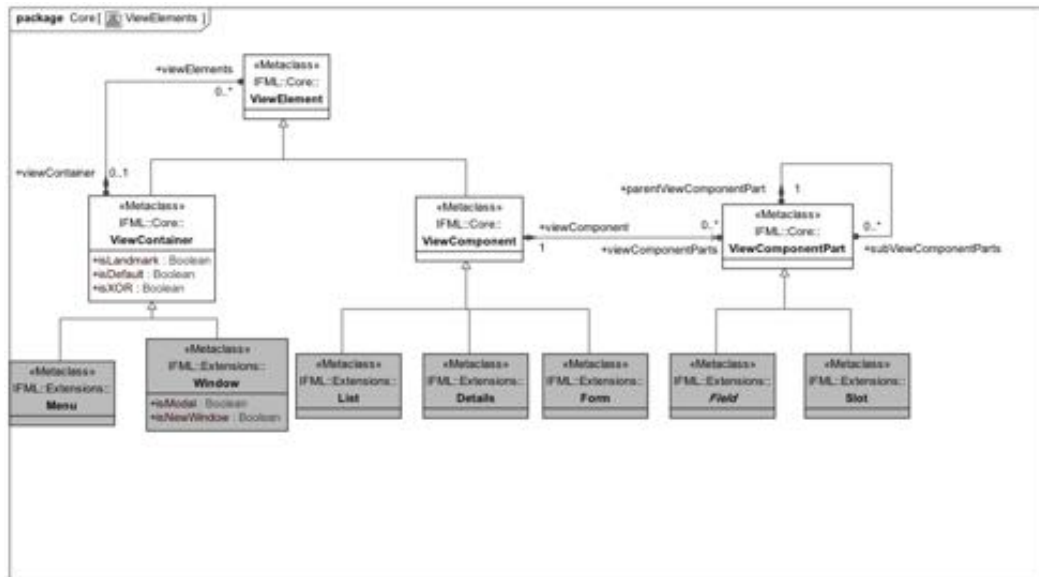 package Core [ ViewElements ]
«Metaclass»
IFML::Core::
ViewElement
+viewElements
0..*
+viewContainer
0..1
«Metaclass»
IFML::Core::
ViewContainer
+isLandmark : Boolean
+isDefault : Boolean
+isXOR : Boolean
«Metaclass»
IFML::Core::
ViewComponent
+viewComponent
1
0..*
+viewComponentParts
+parentViewComponentPart
1
«Metaclass»
IFML::Core::
ViewComponentPart
0..*
+subViewComponentParts
«Metaclass»
IFML::Extensions::
Menu
«Metaclass»
IFML::Extensions::
Window
+isModal : Boolean
+isNewWindow : Boolean
«Metaclass»
IFML::Extensions::
List
«Metaclass»
IFML::Extensions::
Details
«Metaclass»
IFML::Extensions::
Form
«Metaclass»
IFML::Extensions::
Field
«Metaclass»
IFML::Extensions::
Slot